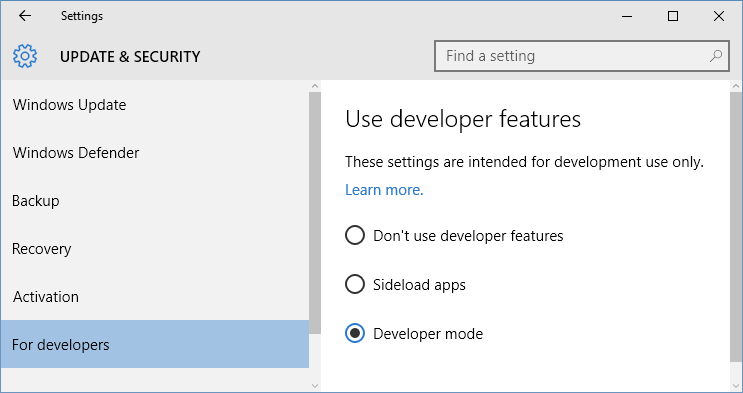 Settings
UPDATE & SECURITY
Find a setting
Windows Update
Windows Defender
Backup
Recovery
Activation
For developers
Use developer features
These settings are intended for development use only.
Learn more.
Don't use developer features
Sideload apps
Developer mode